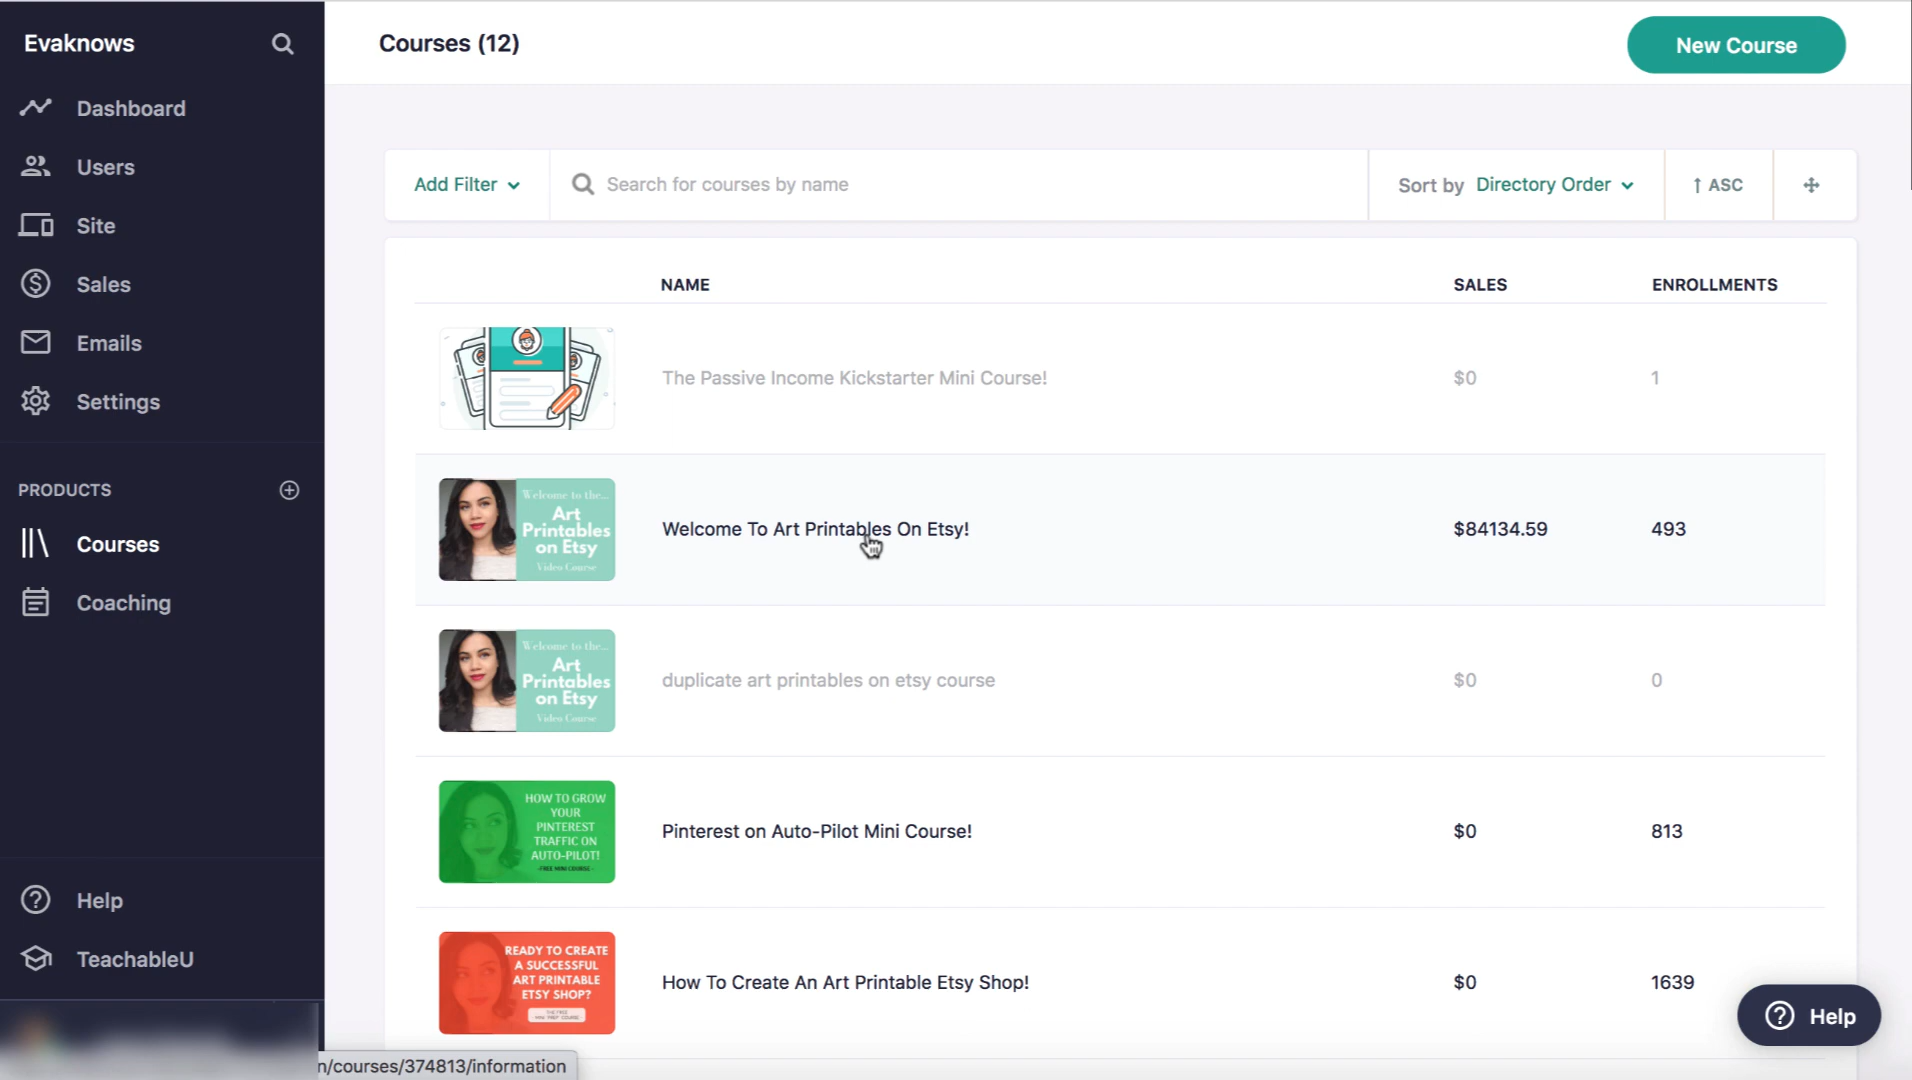 Evaknows
Dashboard
Users
Site
Sales
Emails
Settings
PRODUCTS
Courses
Coaching
Help
TeachableU
Courses (12)
New Course
Add Filter
Search for courses by name
Sort by Directory Order
↑ ASC
NAME SALES ENROLLMENTS
The Passive Income Kickstarter Mini Course! $0 1
Welcome to the...
Art
Printables
on Etsy
Video Course
Welcome To Art Printables On Etsy! $84134.59 493
Welcome to the...
Art
Printables
on Etsy
Video Course
duplicate art printables on etsy course $0 0
HOW TO GROW
YOUR
PINTEREST
TRAFFIC ON
AUTO-PILOT!
-FREE MINI COURSE-
Pinterest on Auto-Pilot Mini Course! $0 813
READY TO CREATE
A SUCCESSFUL
ART PRINTABLE
ETSY SHOP?
How To Create An Art Printable Etsy Shop! $0 1639
Help
n/courses/374813/information